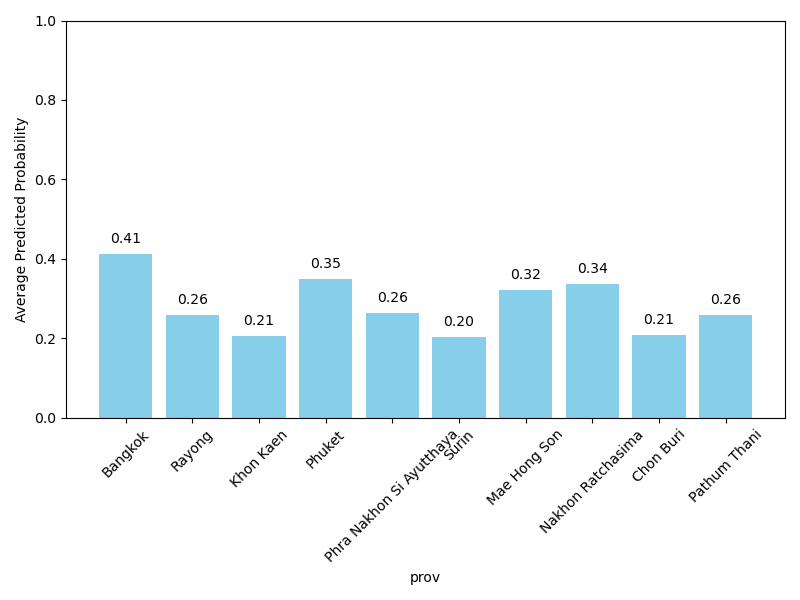 1.0
0.8
0.6
0.4
0.2
0.0
Average Predicted Probability
0.41
0.26
0.21
0.35
0.26
0.20
0.32
0.34
0.21
0.26
Bangkok
Rayong
Khon Kaen
Phuket
Phra Nakhon Si Ayutthaya
Surin
Mae Hong Son
Nakhon Ratchasima
Chon Buri
Pathum Thani
prov